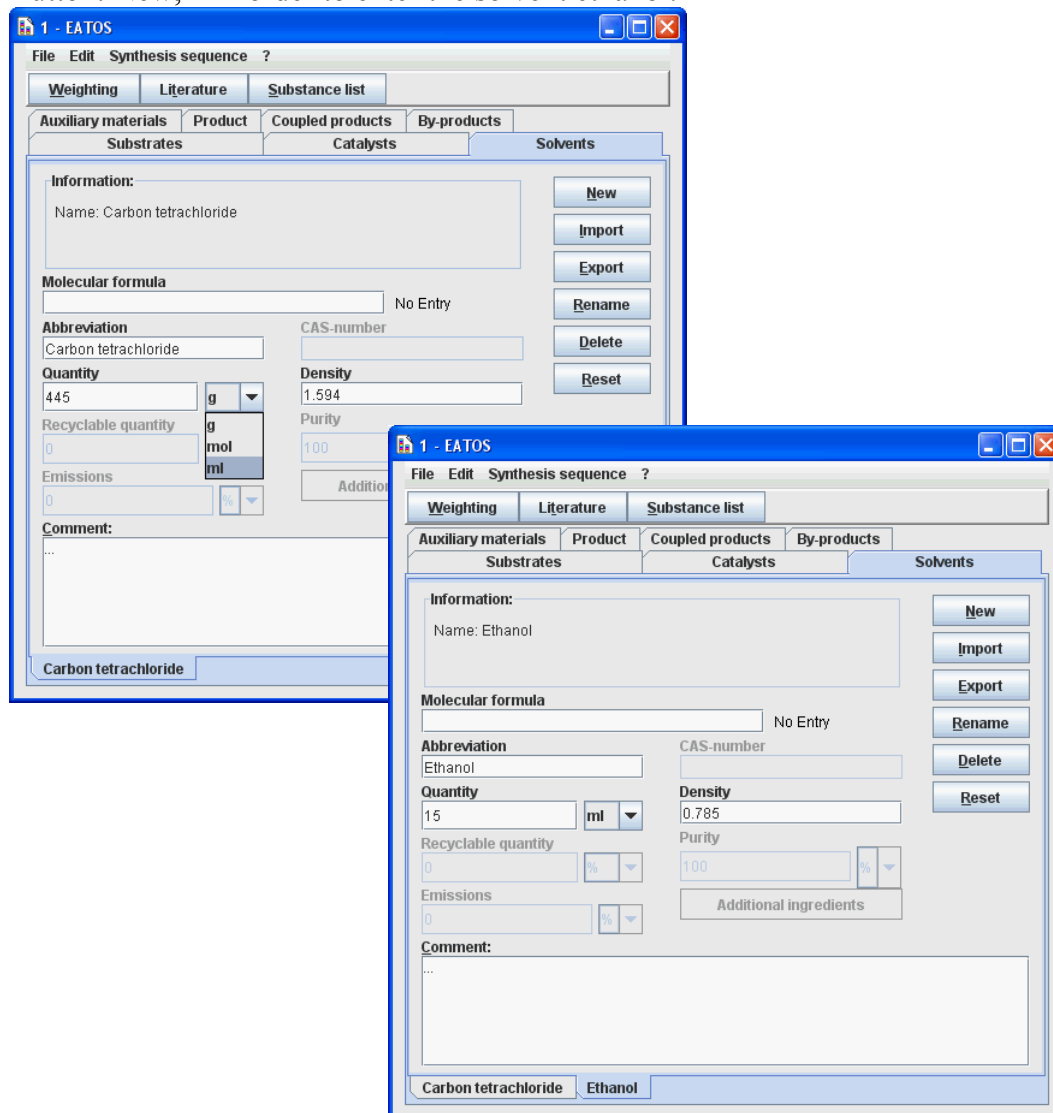 1 - EATOS
File Edit Synthesis sequence ?
Weighting Literature Substance list
Auxiliary materials Product Coupled products By-products
Substrates Catalysts Solvents
Information:
Name: Carbon tetrachloride
New
Import
Export
Rename
Delete
Reset
Molecular formula
No Entry
Abbreviation CAS-number
Carbon tetrachloride
Quantity Density
445 g 1.594
g
mol
ml
Recyclable quantity Purity
0 100
Emissions
0 % Addition
Comment:
...
Carbon tetrachloride
1 - EATOS
File Edit Synthesis sequence ?
Weighting Literature Substance list
Auxiliary materials Product Coupled products By-products
Substrates Catalysts Solvents
Information:
Name: Ethanol
New
Import
Export
Rename
Delete
Reset
Molecular formula
No Entry
Abbreviation CAS-number
Ethanol
Quantity Density
15 ml 0.785
Recyclable quantity Purity
0 % 100 %
Emissions
0 % Additional ingredients
Comment:
...
Carbon tetrachloride Ethanol